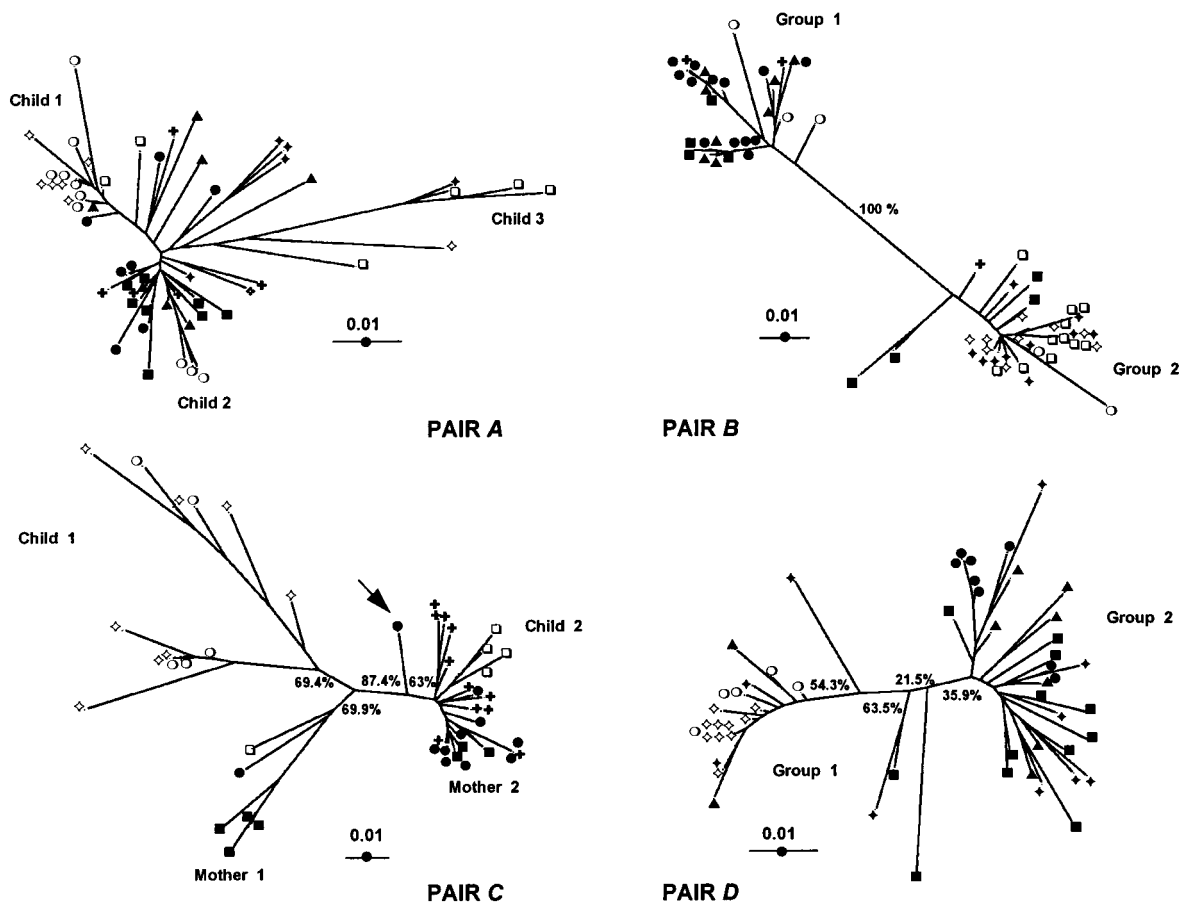 Child 1
Child 3
0.01
Child 2
PAIR A
Group 1
100 %
0.01
Group 2
PAIR B
Child 1
Child 2
69.4%
87.4%
63%
69.9%
Mother 2
0.01
Mother 1
PAIR C
Group 2
54.3%
21.5%
63.5%
35.9%
Group 1
0.01
PAIR D